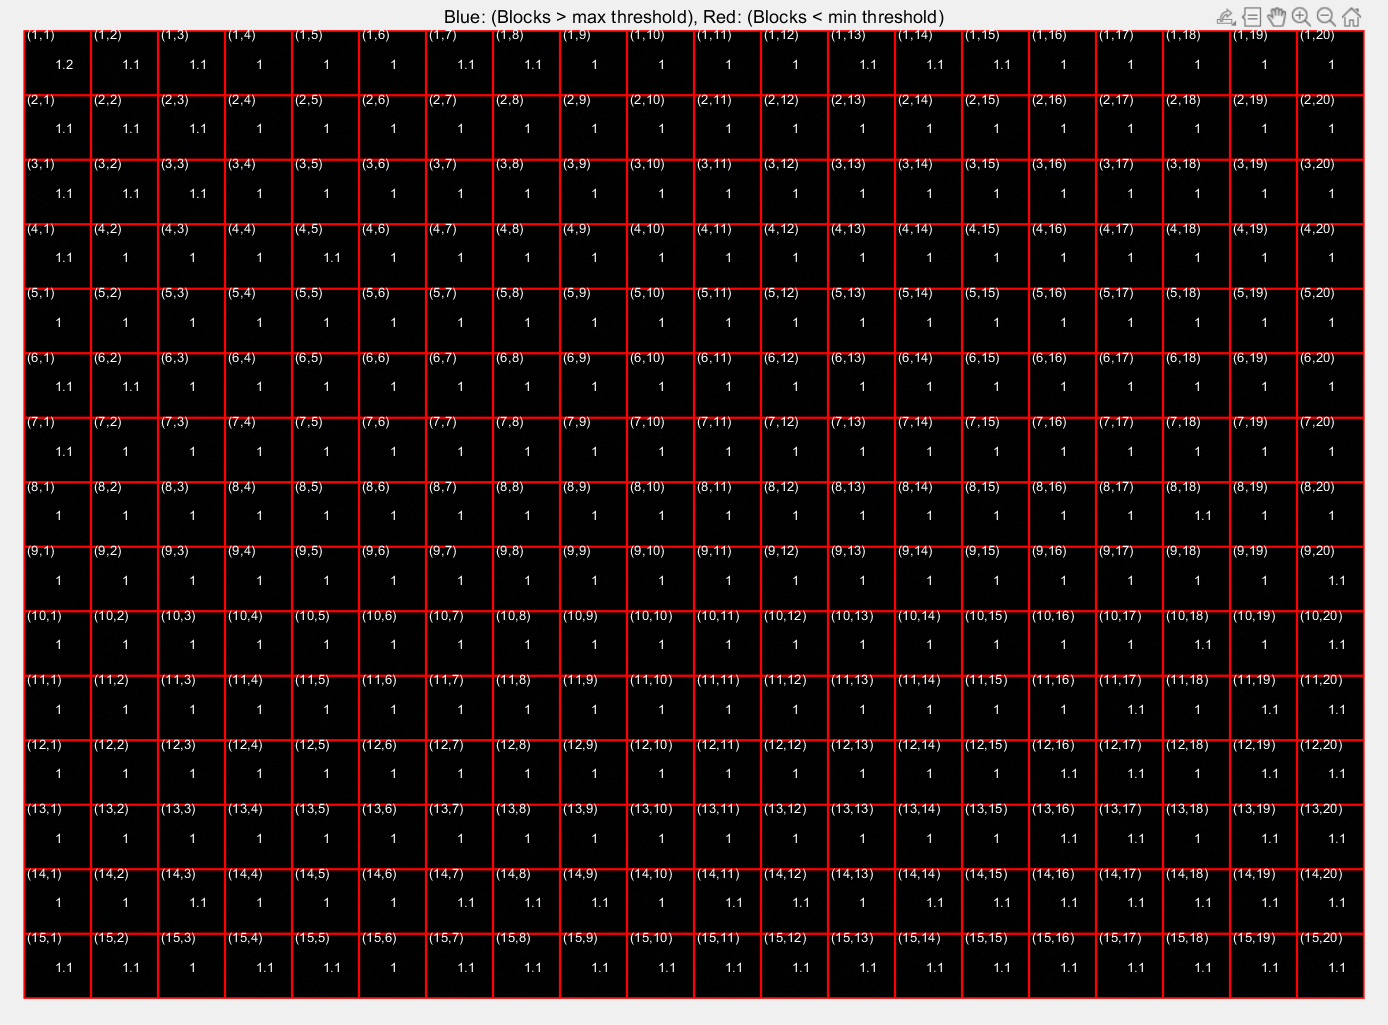 Blue: (Blocks > max threshold), Red: (Blocks < min threshold)
(1,1) (1,2) (1,3) (1,4) (1,5) (1,6) (1,7) (1,8) (1,9) (1,10) (1,11) (1,12) (1,13) (1,14) (1,15) (1,16) (1,17) (1,18) (1,19) (1,20)
1.2 1.1 1.1 1 1 1 1.1 1.1 1 1 1 1 1.1 1.1 1.1 1 1 1 1 1
(2,1) (2,2) (2,3) (2,4) (2,5) (2,6) (2,7) (2,8) (2,9) (2,10) (2,11) (2,12) (2,13) (2,14) (2,15) (2,16) (2,17) (2,18) (2,19) (2,20)
1.1 1.1 1.1 1 1 1 1 1 1 1 1 1 1 1 1 1 1 1 1 1
(3,1) (3,2) (3,3) (3,4) (3,5) (3,6) (3,7) (3,8) (3,9) (3,10) (3,11) (3,12) (3,13) (3,14) (3,15) (3,16) (3,17) (3,18) (3,19) (3,20)
1.1 1.1 1.1 1 1 1 1 1 1 1 1 1 1 1 1 1 1 1 1 1
(4,1) (4,2) (4,3) (4,4) (4,5) (4,6) (4,7) (4,8) (4,9) (4,10) (4,11) (4,12) (4,13) (4,14) (4,15) (4,16) (4,17) (4,18) (4,19) (4,20)
1.1 1 1 1 1.1 1 1 1 1 1 1 1 1 1 1 1 1 1 1 1
(5,1) (5,2) (5,3) (5,4) (5,5) (5,6) (5,7) (5,8) (5,9) (5,10) (5,11) (5,12) (5,13) (5,14) (5,15) (5,16) (5,17) (5,18) (5,19) (5,20)
1 1 1 1 1 1 1 1 1 1 1 1 1 1 1 1 1 1 1 1
(6,1) (6,2) (6,3) (6,4) (6,5) (6,6) (6,7) (6,8) (6,9) (6,10) (6,11) (6,12) (6,13) (6,14) (6,15) (6,16) (6,17) (6,18) (6,19) (6,20)
1.1 1.1 1 1 1 1 1 1 1 1 1 1 1 1 1 1 1 1 1 1
(7,1) (7,2) (7,3) (7,4) (7,5) (7,6) (7,7) (7,8) (7,9) (7,10) (7,11) (7,12) (7,13) (7,14) (7,15) (7,16) (7,17) (7,18) (7,19) (7,20)
1.1 1 1 1 1 1 1 1 1 1 1 1 1 1 1 1 1 1 1 1
(8,1) (8,2) (8,3) (8,4) (8,5) (8,6) (8,7) (8,8) (8,9) (8,10) (8,11) (8,12) (8,13) (8,14) (8,15) (8,16) (8,17) (8,18) (8,19) (8,20)
1 1 1 1 1 1 1 1 1 1 1 1 1 1 1 1 1 1.1 1 1
(9,1) (9,2) (9,3) (9,4) (9,5) (9,6) (9,7) (9,8) (9,9) (9,10) (9,11) (9,12) (9,13) (9,14) (9,15) (9,16) (9,17) (9,18) (9,19) (9,20)
1 1 1 1 1 1 1 1 1 1 1 1 1 1 1 1 1 1 1 1.1
(10,1) (10,2) (10,3) (10,4) (10,5) (10,6) (10,7) (10,8) (10,9) (10,10) (10,11) (10,12) (10,13) (10,14) (10,15) (10,16) (10,17) (10,18) (10,19) (10,20)
1 1 1 1 1 1 1 1 1 1 1 1 1 1 1 1 1 1.1 1 1.1
(11,1) (11,2) (11,3) (11,4) (11,5) (11,6) (11,7) (11,8) (11,9) (11,10) (11,11) (11,12) (11,13) (11,14) (11,15) (11,16) (11,17) (11,18) (11,19) (11,20)
1 1 1 1 1 1 1 1 1 1 1 1 1 1 1 1 1.1 1 1.1 1.1
(12,1) (12,2) (12,3) (12,4) (12,5) (12,6) (12,7) (12,8) (12,9) (12,10) (12,11) (12,12) (12,13) (12,14) (12,15) (12,16) (12,17) (12,18) (12,19) (12,20)
1 1 1 1 1 1 1 1 1 1 1 1 1 1 1 1.1 1.1 1 1.1 1.1
(13,1) (13,2) (13,3) (13,4) (13,5) (13,6) (13,7) (13,8) (13,9) (13,10) (13,11) (13,12) (13,13) (13,14) (13,15) (13,16) (13,17) (13,18) (13,19) (13,20)
1 1 1 1 1 1 1 1 1 1 1 1 1 1 1 1.1 1.1 1 1.1 1.1
(14,1) (14,2) (14,3) (14,4) (14,5) (14,6) (14,7) (14,8) (14,9) (14,10) (14,11) (14,12) (14,13) (14,14) (14,15) (14,16) (14,17) (14,18) (14,19) (14,20)
1 1 1.1 1 1 1 1.1 1.1 1.1 1 1.1 1.1 1 1.1 1.1 1.1 1.1 1.1 1.1 1.1
(15,1) (15,2) (15,3) (15,4) (15,5) (15,6) (15,7) (15,8) (15,9) (15,10) (15,11) (15,12) (15,13) (15,14) (15,15) (15,16) (15,17) (15,18) (15,19) (15,20)
1.1 1.1 1 1.1 1.1 1 1.1 1.1 1.1 1.1 1.1 1.1 1.1 1.1 1.1 1.1 1.1 1.1 1.1 1.1